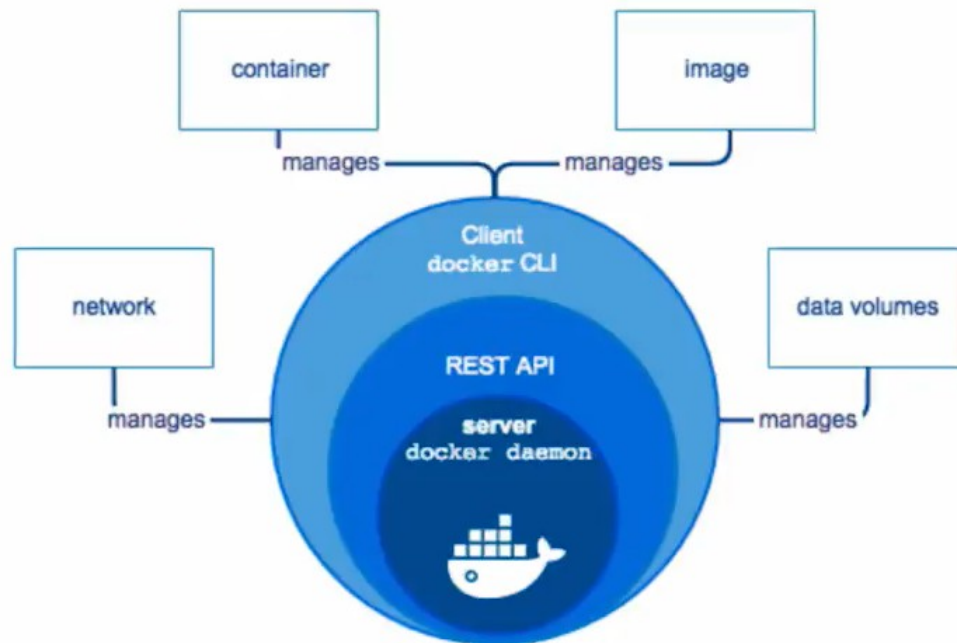 container
image
manages
manages
Client
docker CLI
network
data volumes
REST API
manages
server
manages
docker daemon